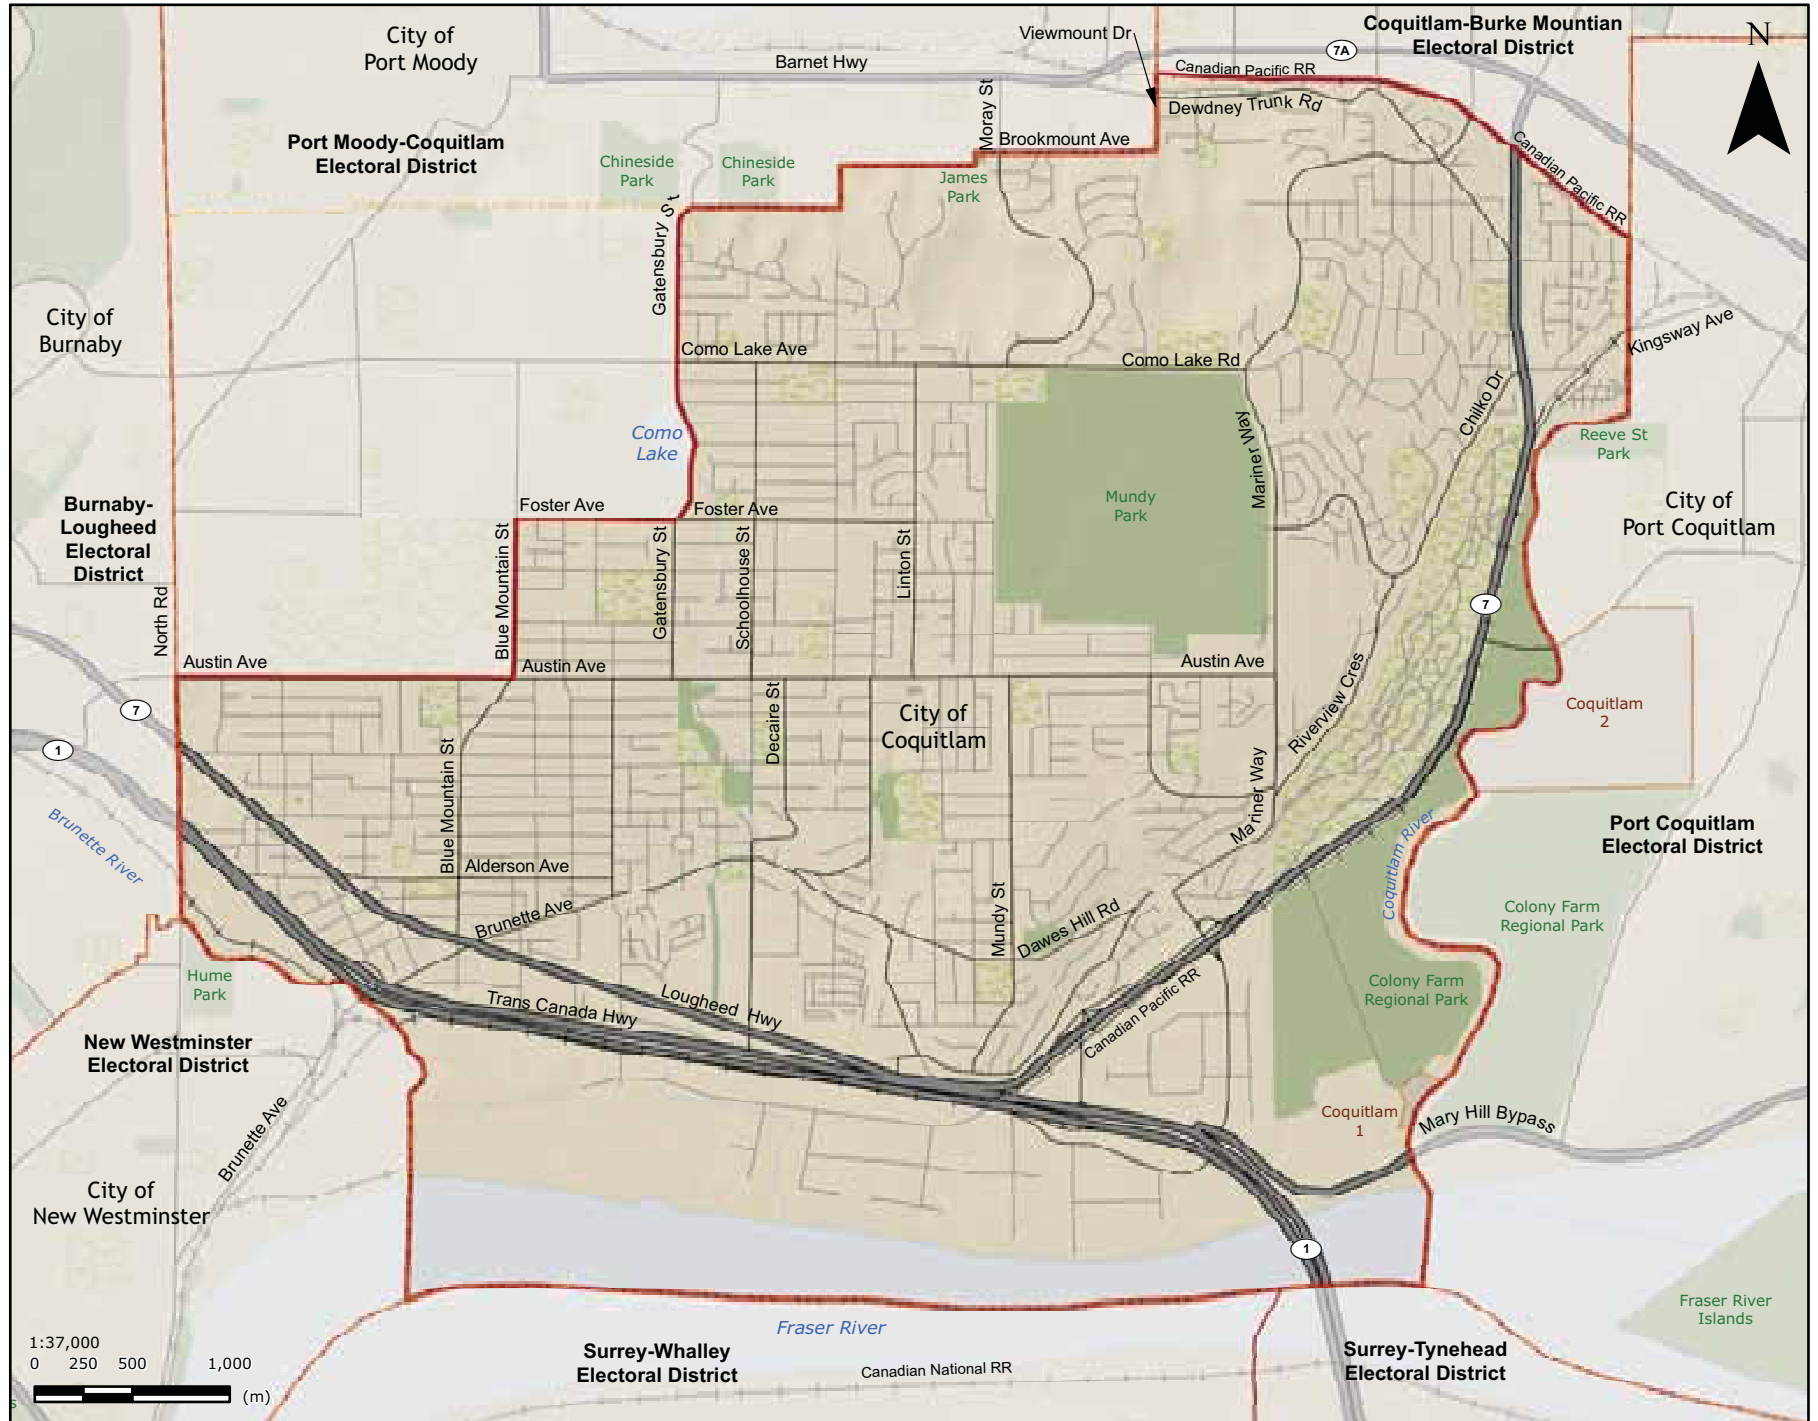 Viewmount Dr
Coquitlam-Burke Mountian
Electoral District
N
City of
Port Moody
7A
Barnet Hwy
Canadian Pacific RR
Moray St
Dewdney Trunk Rd
Port Moody-Coquitlam
Electoral District
Brookmount Ave
Canadian Pacific RR
Chineside
Park
Chineside
Park
James
Park
Gatensbury St
City of
Burnaby
Como Lake Ave
Como Lake Rd
Kingsway Ave
Chilko Dr
Como
Lake
Mariner Way
Reeve St
Park
Burnaby-
Lougheed
Electoral
District
Foster Ave
Foster Ave
Mundy
Park
City of
Port Coquitlam
North Rd
Blue Mountain St
Gatensbury St
Schoolhouse St
Linton St
7
Austin Ave
Austin Ave
Austin Ave
Riverview Cres
7
1
Decaire St
City of
Coquitlam
Coquitlam
2
Blue Mountain St
Mariner Way
Brunette River
Coquitlam River
Port Coquitlam
Electoral District
Alderson Ave
Brunette Ave
Mundy St
Dawes Hill Rd
Colony Farm
Regional Park
Hume
Park
Colony Farm
Regional Park
Trans Canada Hwy
Lougheed Hwy
Canadian Pacific RR
New Westminster
Electoral District
Brunette Ave
Coquitlam
1
Mary Hill Bypass
City of
New Westminster
1
Fraser River
Islands
Fraser River
1:37,000
0 250 500 1,000
(m)
Surrey-Whalley
Electoral District
Canadian National RR
Surrey-Tynehead
Electoral District
s